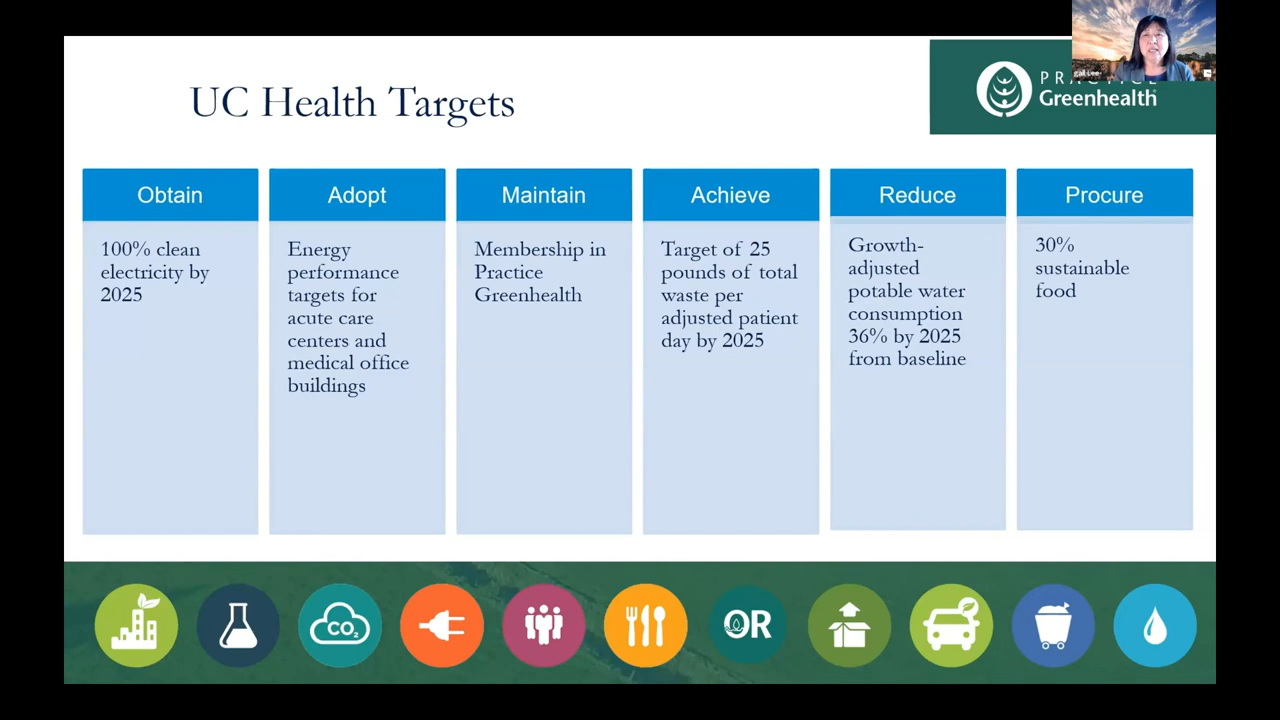 UC Health Targets
PRACTICE
Greenhealth
Obtain
100% clean
electricity by
2025
Adopt
Energy
performance
targets for
acute care
centers and
medical office
buildings
Maintain
Membership in
Practice
Greenhealth
Achieve
Target of 25
pounds of total
waste per
adjusted patient
day by 2025
Reduce
Growth-
adjusted
potable water
consumption
36% by 2025
from baseline
Procure
30%
sustainable
food
CO2
OR